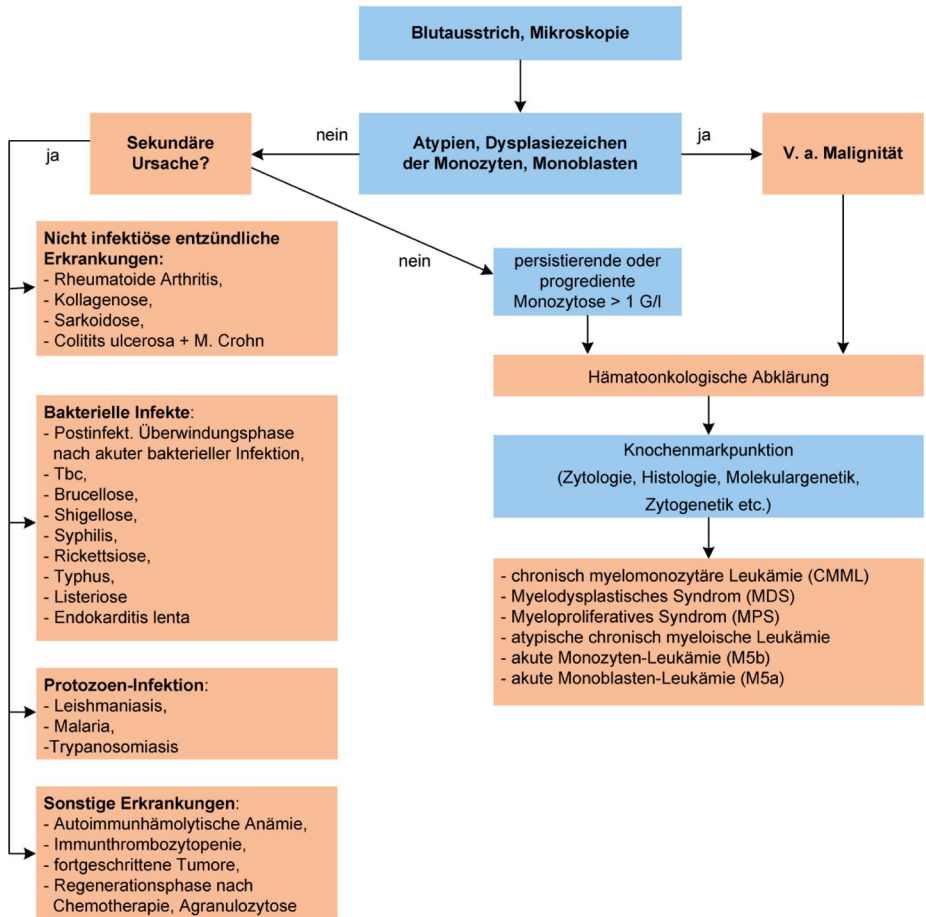 Blutausstrich, Mikroskopie
Atypien, Dysplasiezeichen
der Monozyten, Monoblasten
nein
ja
Sekundäre
Ursache?
ja
nein
V. a. Malignität
Nicht infektiöse entzündliche
Erkrankungen:
- Rheumatoide Arthritis,
- Kollagenose,
- Sarkoidose,
- Colitits ulcerosa + M. Crohn
persistierende oder
progrediente
Monozytose > 1 G/l
Hämatoonkologische Abklärung
Bakterielle Infekte:
- Postinfekt. Überwindungsphase
nach akuter bakterieller Infektion,
- Tbc,
- Brucellose,
- Shigellose,
- Syphilis,
- Rickettsiose,
- Typhus,
- Listeriose
- Endokarditis lenta
Knochenmarkpunktion
(Zytologie, Histologie, Molekulargenetik,
Zytogenetik etc.)
- chronisch myelomonozytäre Leukämie (CMML)
- Myelodysplastisches Syndrom (MDS)
- Myeloproliferatives Syndrom (MPS)
- atypische chronisch myeloische Leukämie
- akute Monozyten-Leukämie (M5b)
- akute Monoblasten-Leukämie (M5a)
Protozoen-Infektion:
- Leishmaniasis,
- Malaria,
-Trypanosomiasis
Sonstige Erkrankungen:
- Autoimmunhämolytische Anämie,
- Immunthrombozytopenie,
- fortgeschrittene Tumore,
- Regenerationsphase nach
Chemotherapie, Agranulozytose